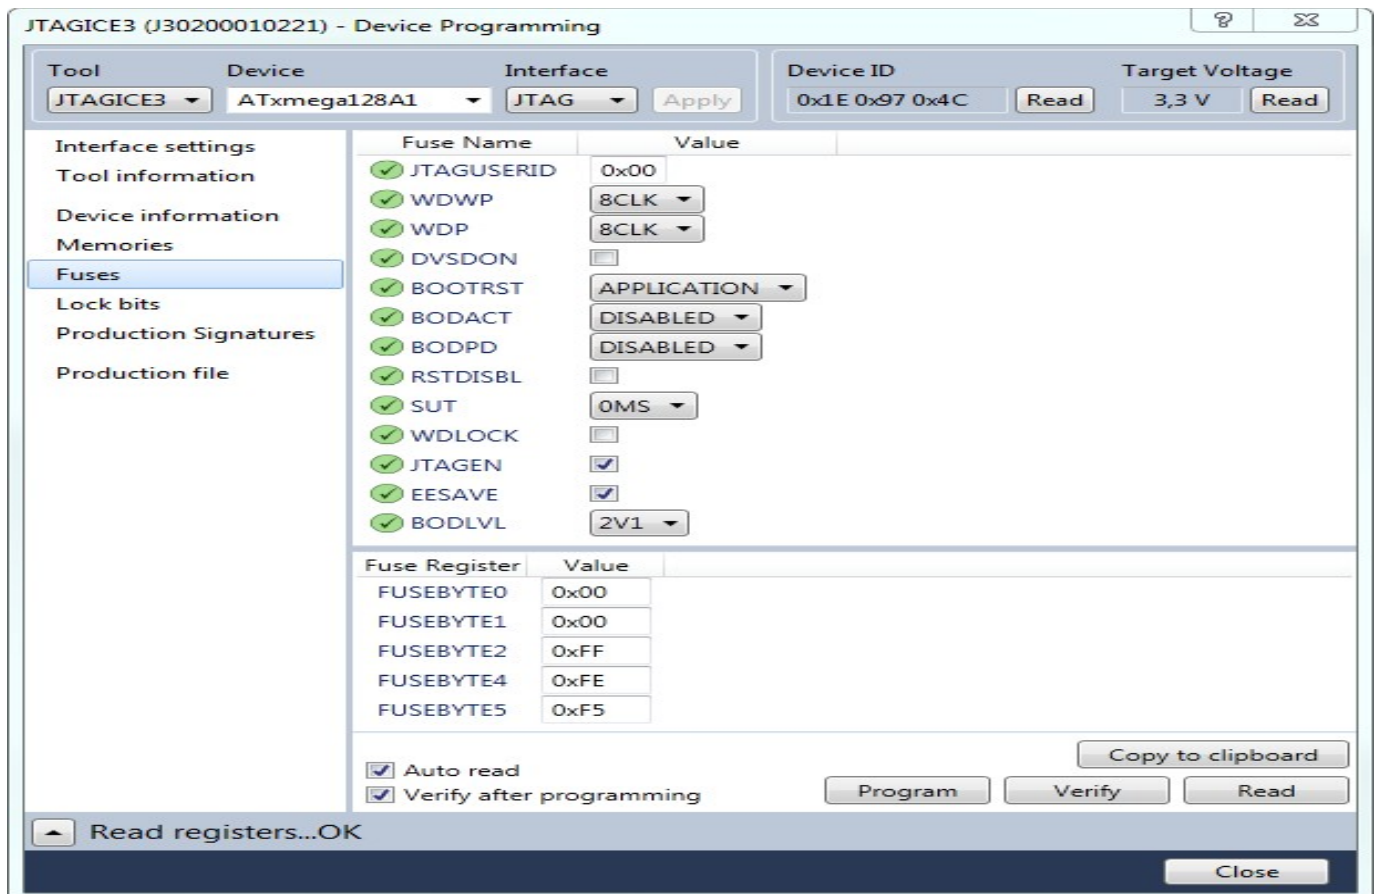 JTAGICE3 (J30200010221) - Device Programming
Tool Device Interface Device ID Target Voltage
JTAGICE3 ATxmega128A1 JTAG Apply 0x1E 0x97 0x4C Read 3,3 V Read
Interface settings
Tool information
Device information
Memories
Fuses
Lock bits
Production Signatures
Production file
Fuse Name Value
JTAGUSERID 0x00
WDWP 8CLK
WDP 8CLK
DVSDON
BOOTRST APPLICATION
BODACT DISABLED
BODPD DISABLED
RSTDISBL
SUT 0MS
WDLOCK
JTAGEN
EESAVE
BODLVL 2V1
Fuse Register Value
FUSEBYTE0 0x00
FUSEBYTE1 0x00
FUSEBYTE2 0xFF
FUSEBYTE4 0xFE
FUSEBYTE5 0xF5
Copy to clipboard
Auto read
Verify after programming
Program Verify Read
Read registers...OK
Close